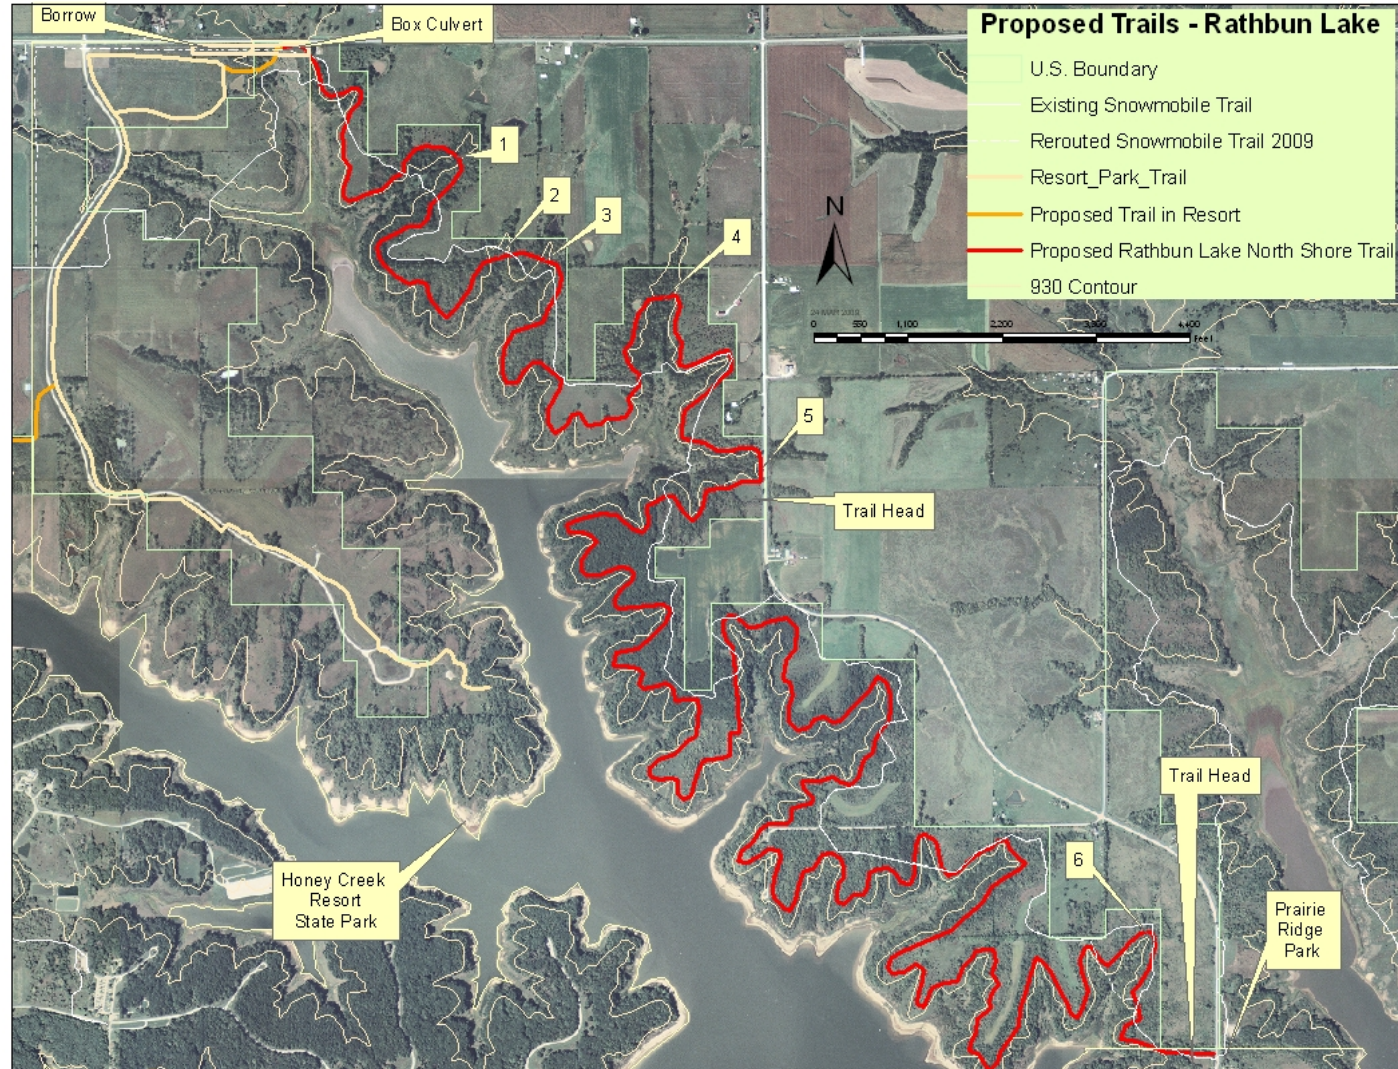 Borrow
Box Culvert
Proposed Trails - Rathbun Lake
U.S. Boundary
Existing Snowmobile Trail
Rerouted Snowmobile Trail 2009
Resort_Park_Trail
Proposed Trail in Resort
Proposed Rathbun Lake North Shore Trail
930 Contour
1
2
3
4
N
24 MAR 2009
0 550 1,100 2,200 3,300 4,400
Feet
5
Trail Head
Trail Head
6
Honey Creek
Resort
State Park
Prairie
Ridge
Park